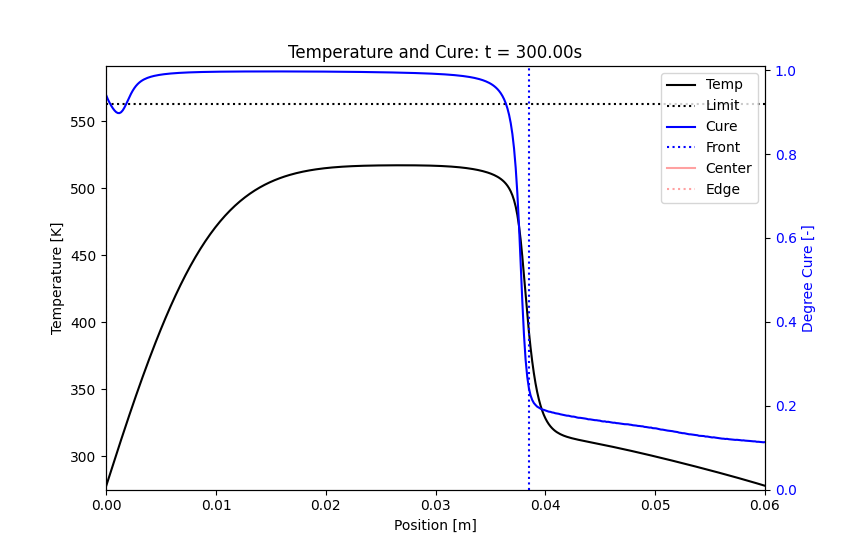 Temperature and Cure: t = 300.00s
Temp
Limit
Cure
Front
Center
Edge
Temperature [K]
550
500
450
400
350
300
Degree Cure [-]
1.0
0.8
0.6
0.4
0.2
0.0
0.00 0.01 0.02 0.03 0.04 0.05 0.06
Position [m]